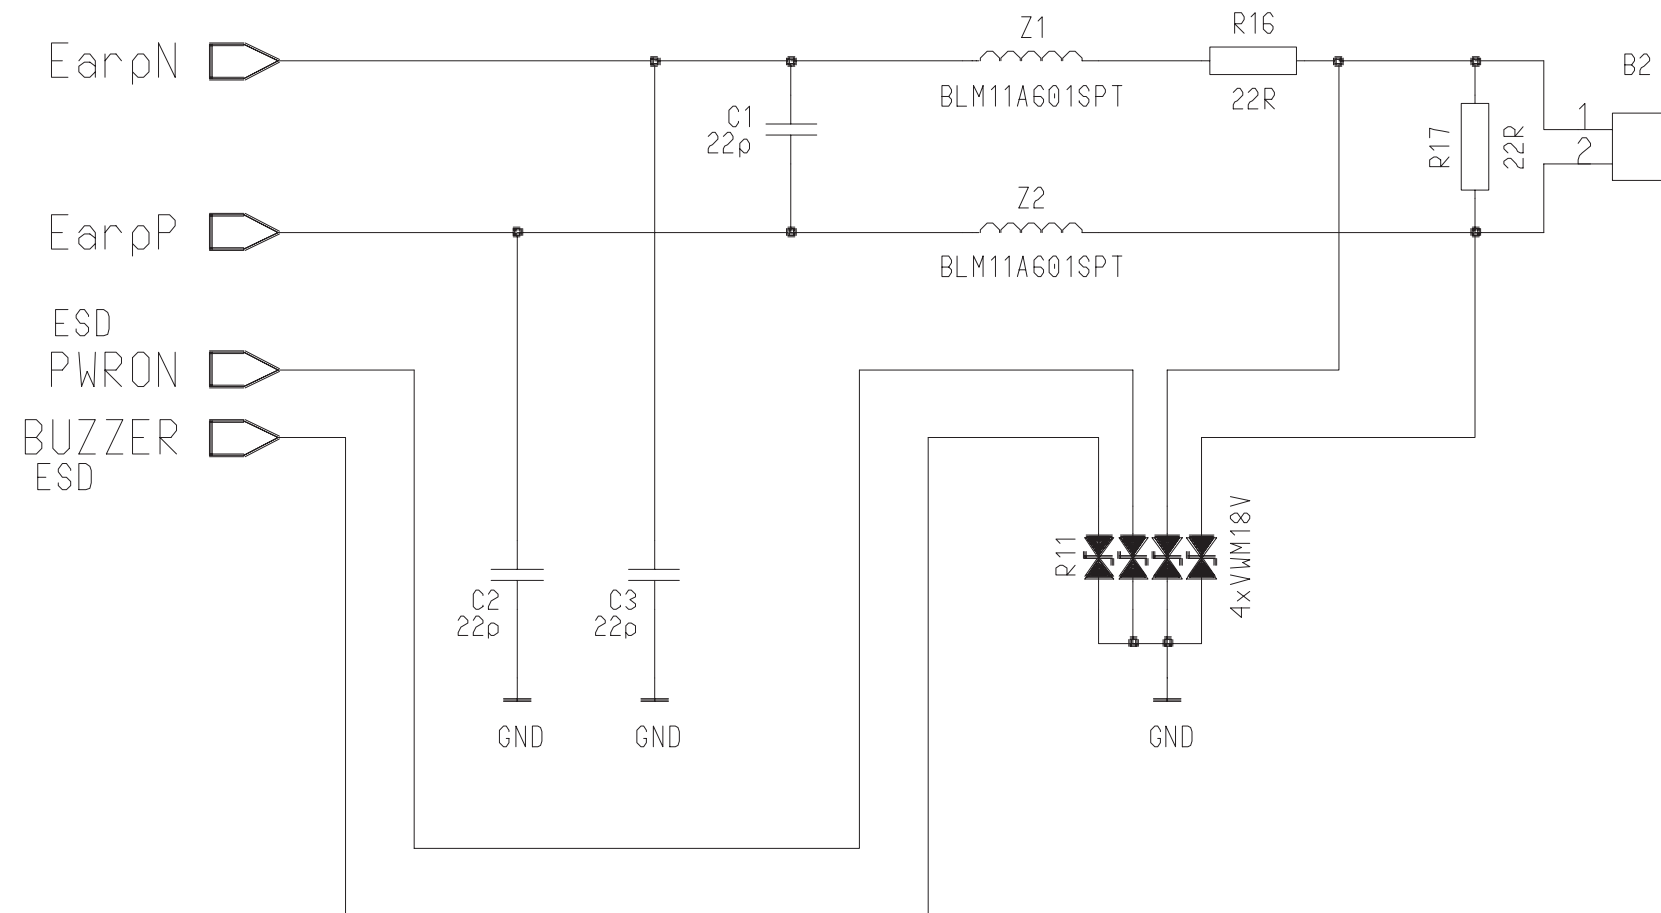 Z1
R16
EarpN
B2
BLM11A601SPT
22R
C1
22p
1
2
R17
22R
Z2
EarpP
BLM11A601SPT
ESD
PWRON
BUZZER
ESD
R11
4xVWM18V
C2
22p
C3
22p
GND
GND
GND